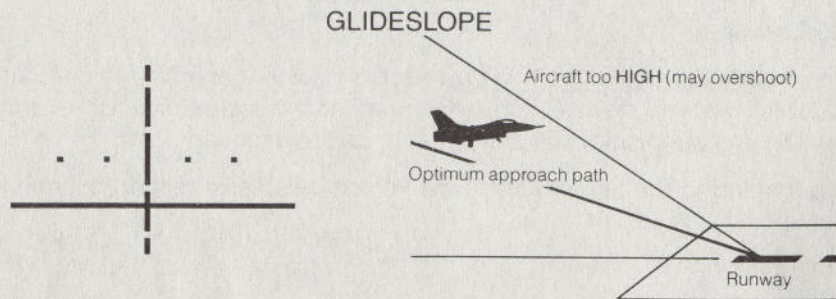 GLIDESLOPE
Aircraft too HIGH (may overshoot)
Optimum approach path
Runway